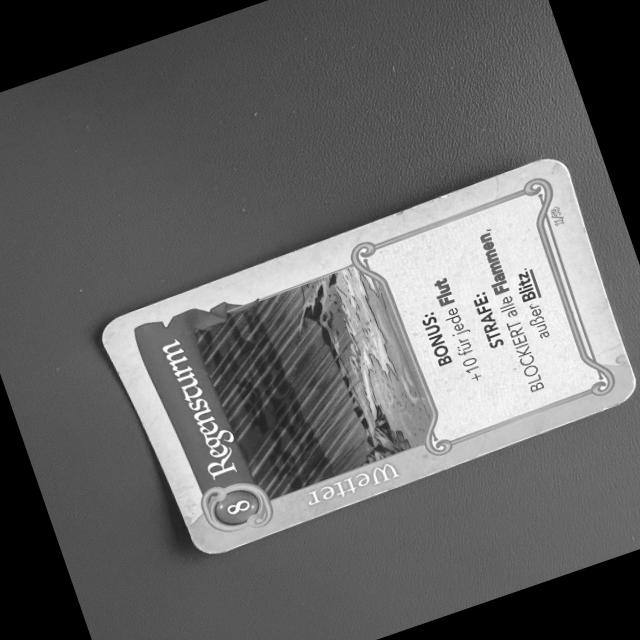 8
Regensturm
Wetter
BONUS:
+10 für jede Flut
STRAFE:
BLOCKIERT alle Flammen,
außer Blitz.